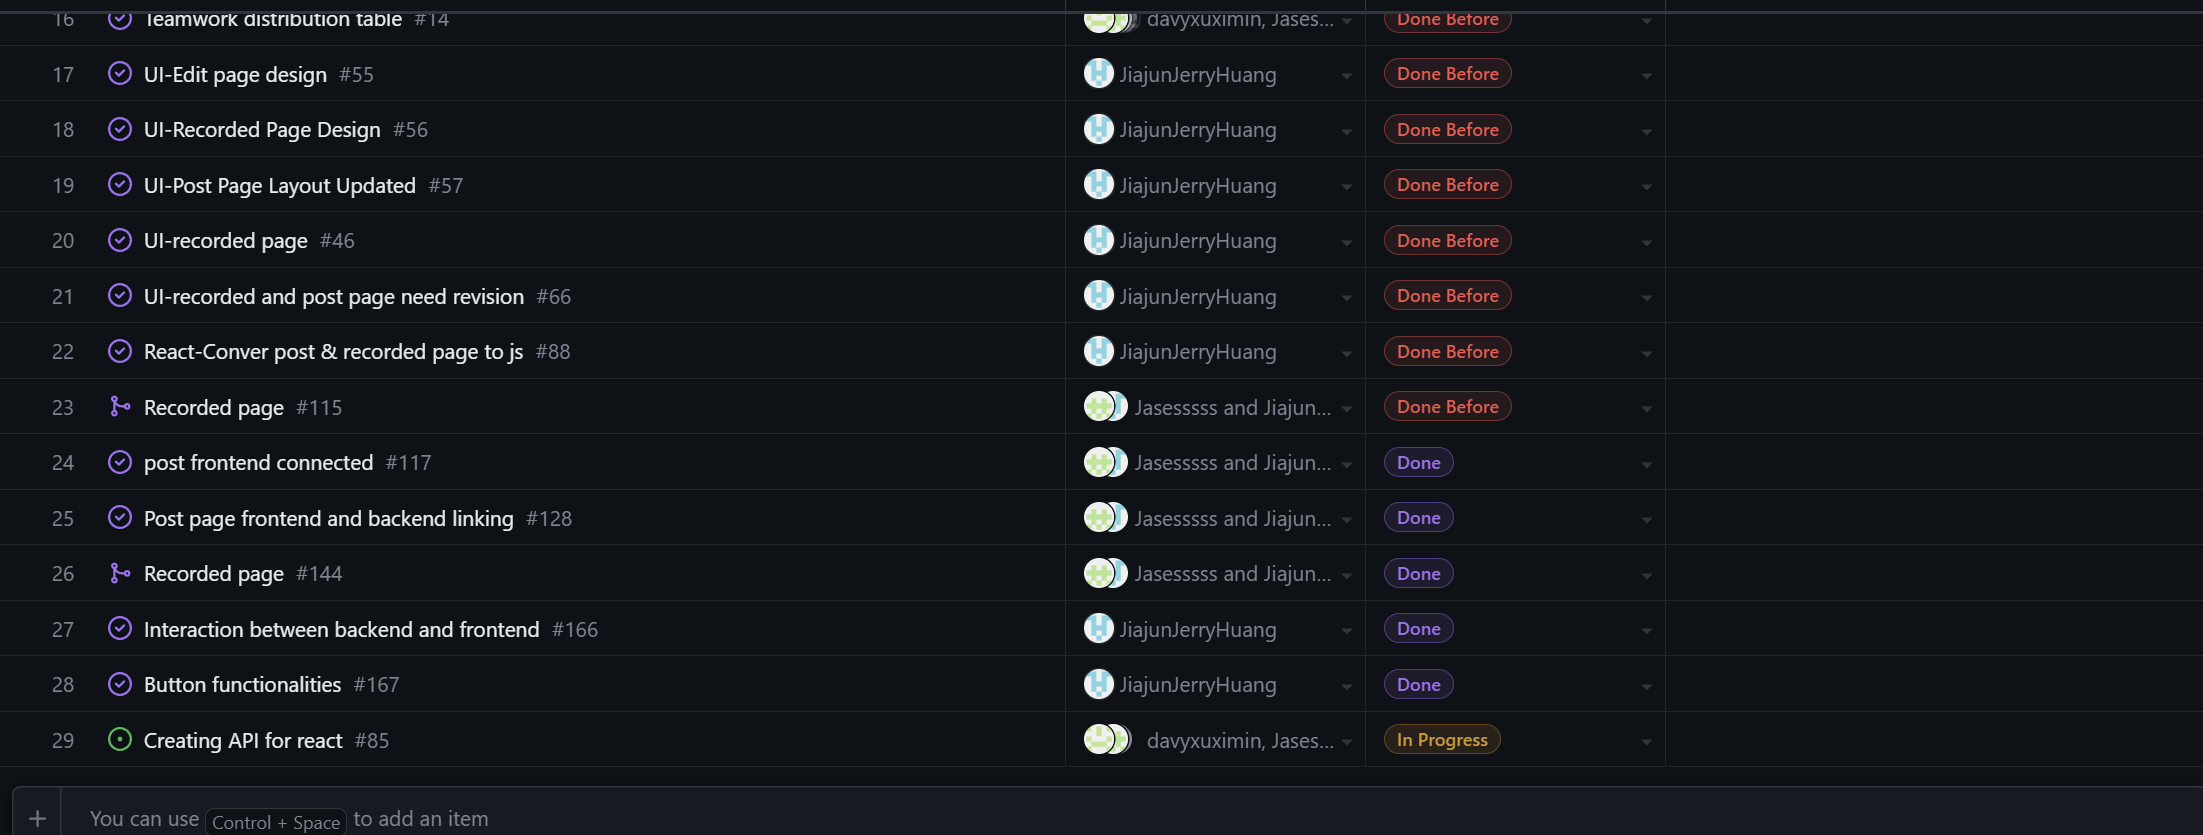 16 Teamwork distribution table #14 davyxuximin, Jases... Done Before
17 UI-Edit page design #55 JiajunJerryHuang Done Before
18 UI-Recorded Page Design #56 JiajunJerryHuang Done Before
19 UI-Post Page Layout Updated #57 JiajunJerryHuang Done Before
20 UI-recorded page #46 JiajunJerryHuang Done Before
21 UI-recorded and post page need revision #66 JiajunJerryHuang Done Before
22 React-Conver post & recorded page to js #88 JiajunJerryHuang Done Before
23 Recorded page #115 Jasesssss and Jiajun... Done Before
24 post frontend connected #117 Jasesssss and Jiajun... Done
25 Post page frontend and backend linking #128 Jasesssss and Jiajun... Done
26 Recorded page #144 Jasesssss and Jiajun... Done
27 Interaction between backend and frontend #166 JiajunJerryHuang Done
28 Button functionalities #167 JiajunJerryHuang Done
29 Creating API for react #85 davyxuximin, Jases... In Progress
+ You can use Control + Space to add an item